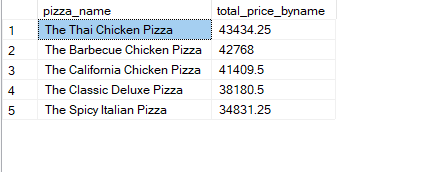 pizza_name total_price_byname
1 The Thai Chicken Pizza 43434.25
2 The Barbecue Chicken Pizza 42768
3 The California Chicken Pizza 41409.5
4 The Classic Deluxe Pizza 38180.5
5 The Spicy Italian Pizza 34831.25